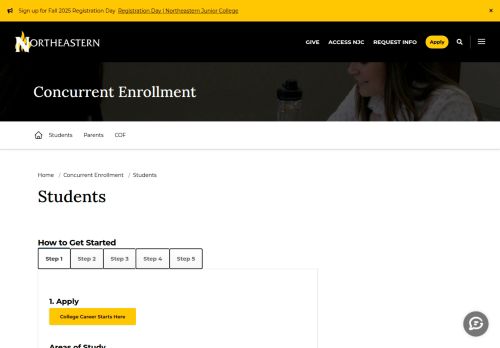 Sign up for Fall 2025 Registration Day Registration Day | Northeastern Junior College ×
NORTHEASTERN GIVE ACCESS NJC REQUEST INFO Apply
Concurrent Enrollment
Students Parents COF
Home / Concurrent Enrollment / Students
Students
How to Get Started
Step 1 Step 2 Step 3 Step 4 Step 5
1. Apply
College Career Starts Here
Areas of Study